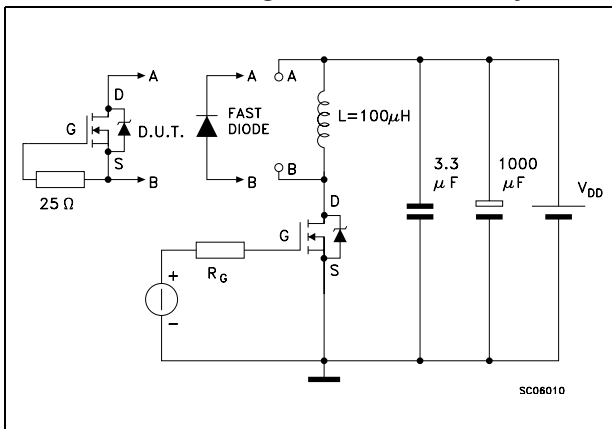 A
D
G
D.U.T.
S
B
25 Ω
A
FAST
DIODE
B
A
L=100μH
B
D
G
S
R_G
+
−
3.3
μF
1000
μF
V_DD
SC06010